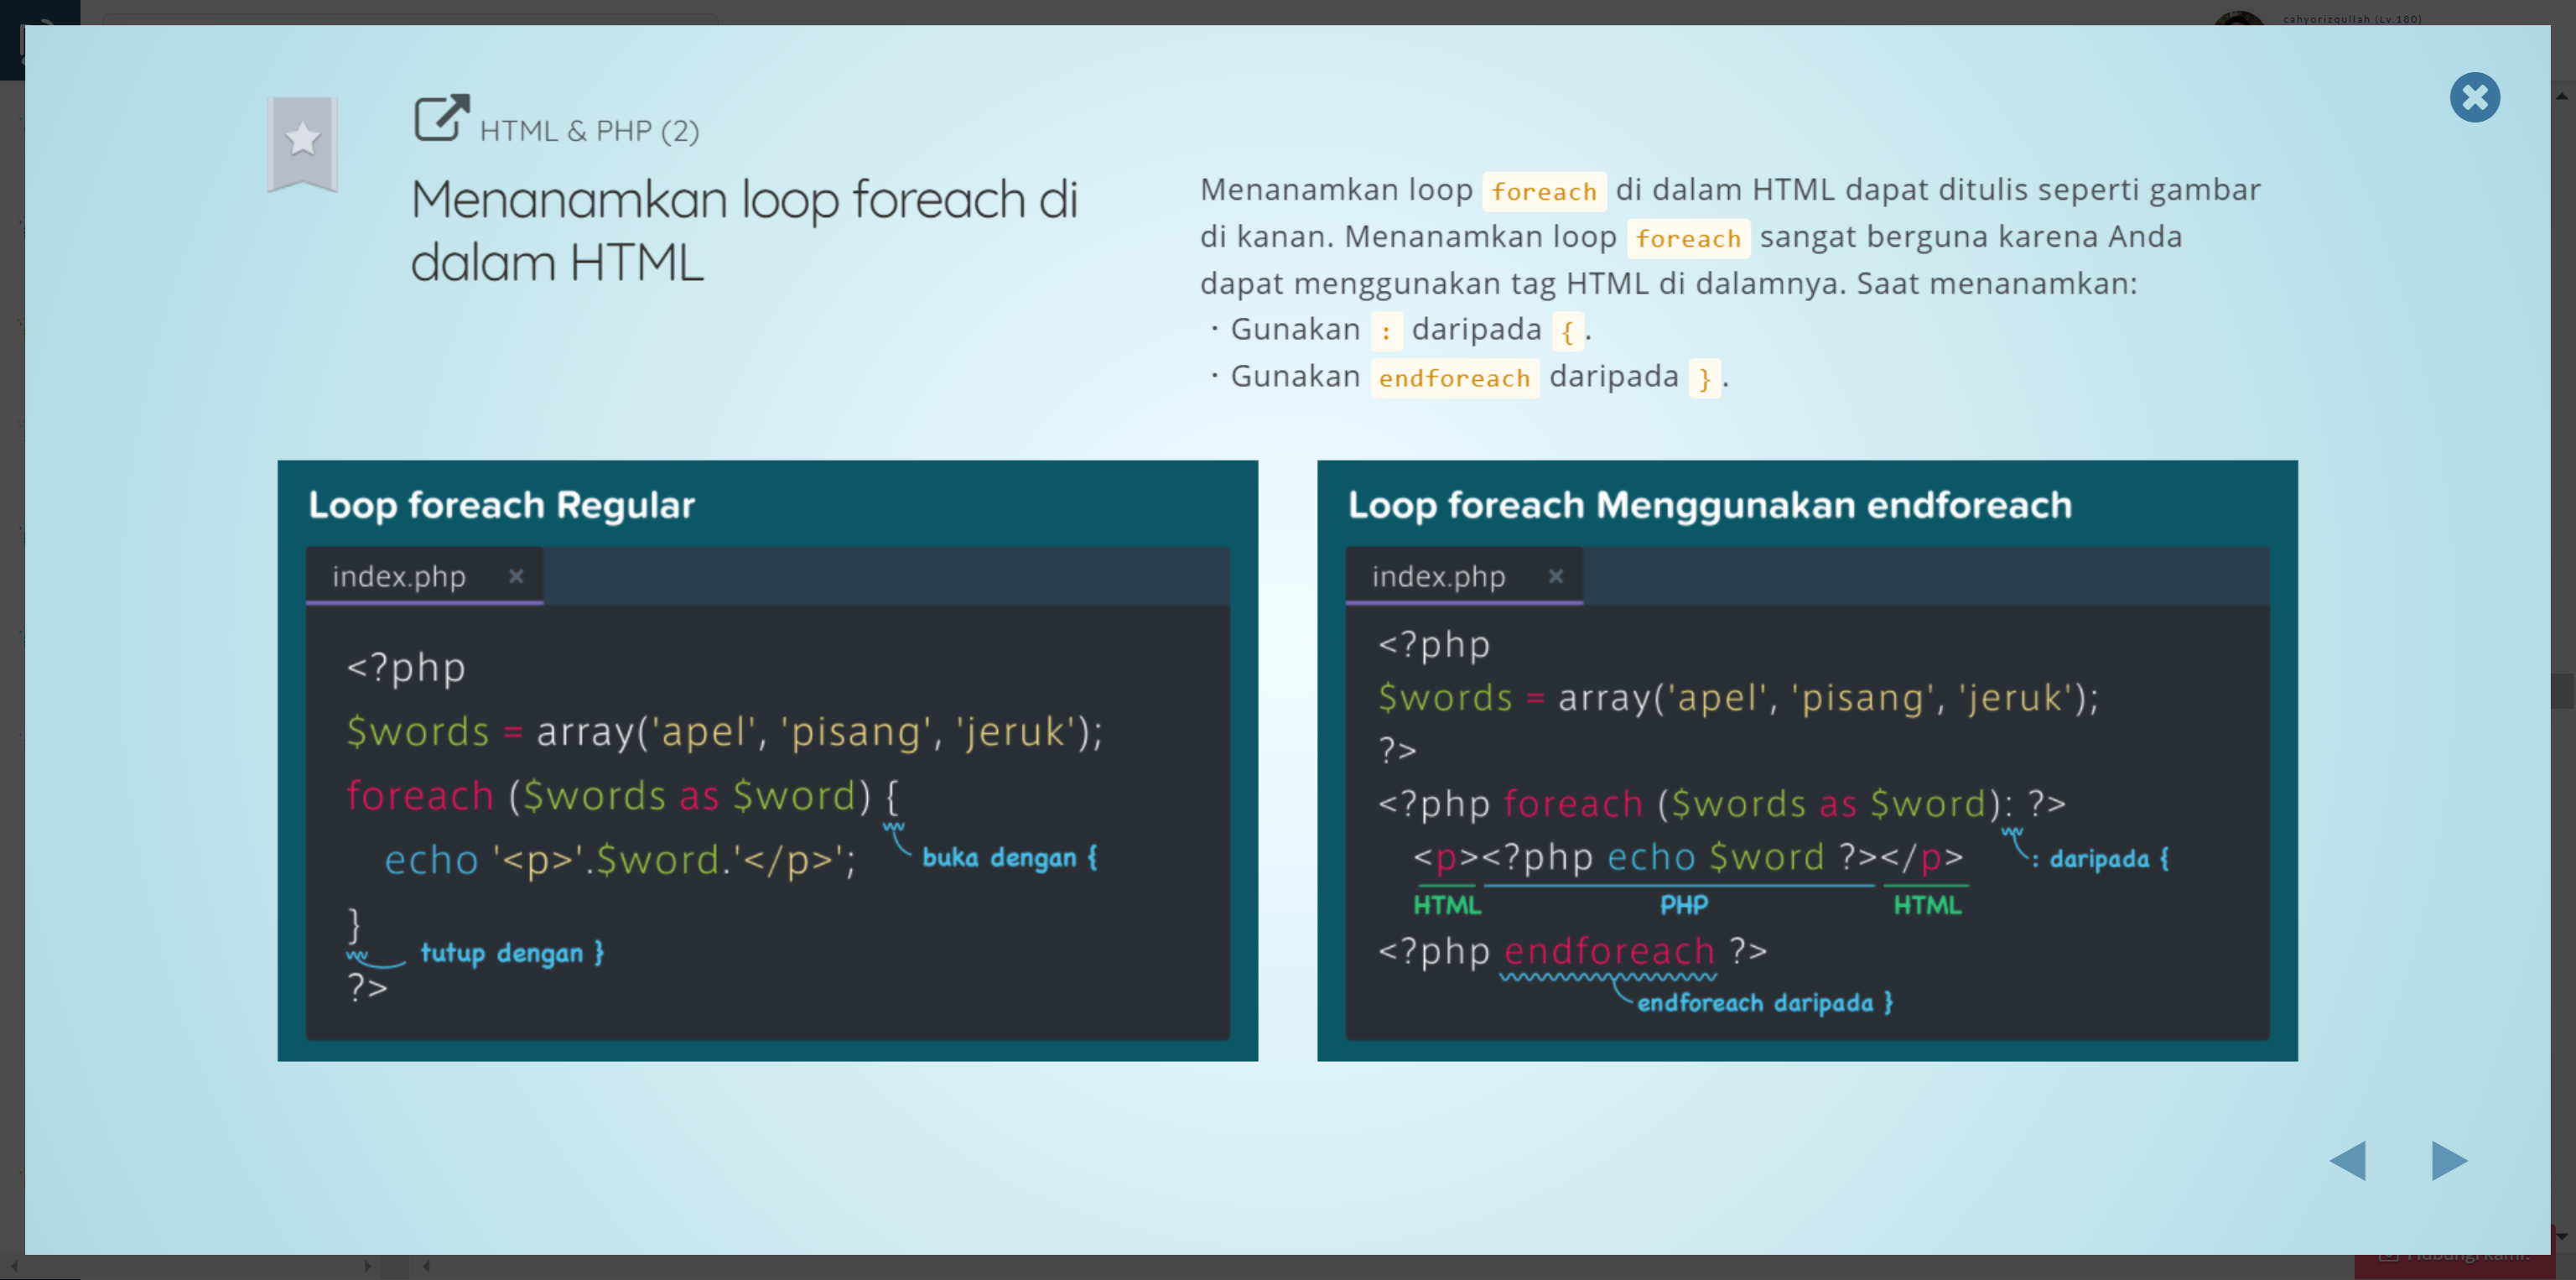 cahyorizqullah (Lv.180)
HTML & PHP (2)
Menanamkan loop foreach di
dalam HTML
Menanamkan loop foreach di dalam HTML dapat ditulis seperti gambar
di kanan. Menanamkan loop foreach sangat berguna karena Anda
dapat menggunakan tag HTML di dalamnya. Saat menanamkan:
・Gunakan : daripada {.
・Gunakan endforeach daripada }.
Loop foreach Regular
index.php ×
<?php
$words = array('apel', 'pisang', 'jeruk');
foreach ($words as $word) {
buka dengan {
echo '<p>'.$word.'</p>';
}
tutup dengan }
?>
Loop foreach Menggunakan endforeach
index.php ×
<?php
$words = array('apel', 'pisang', 'jeruk');
?>
<?php foreach ($words as $word): ?>
: daripada {
<p><?php echo $word ?></p>
HTML PHP HTML
<?php endforeach ?>
endforeach daripada }
Hubungi kami!